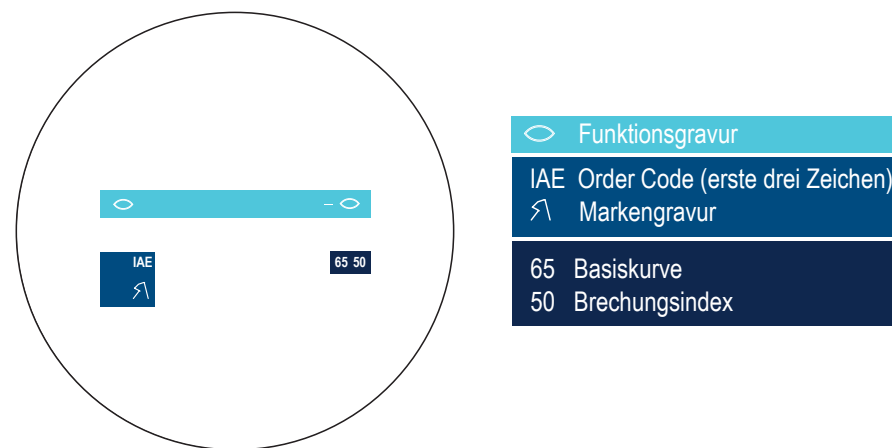 IAE
65 50
Funktionsgravur
IAE Order Code (erste drei Zeichen)
Markengravur
65 Basiskurve
50 Brechungsindex